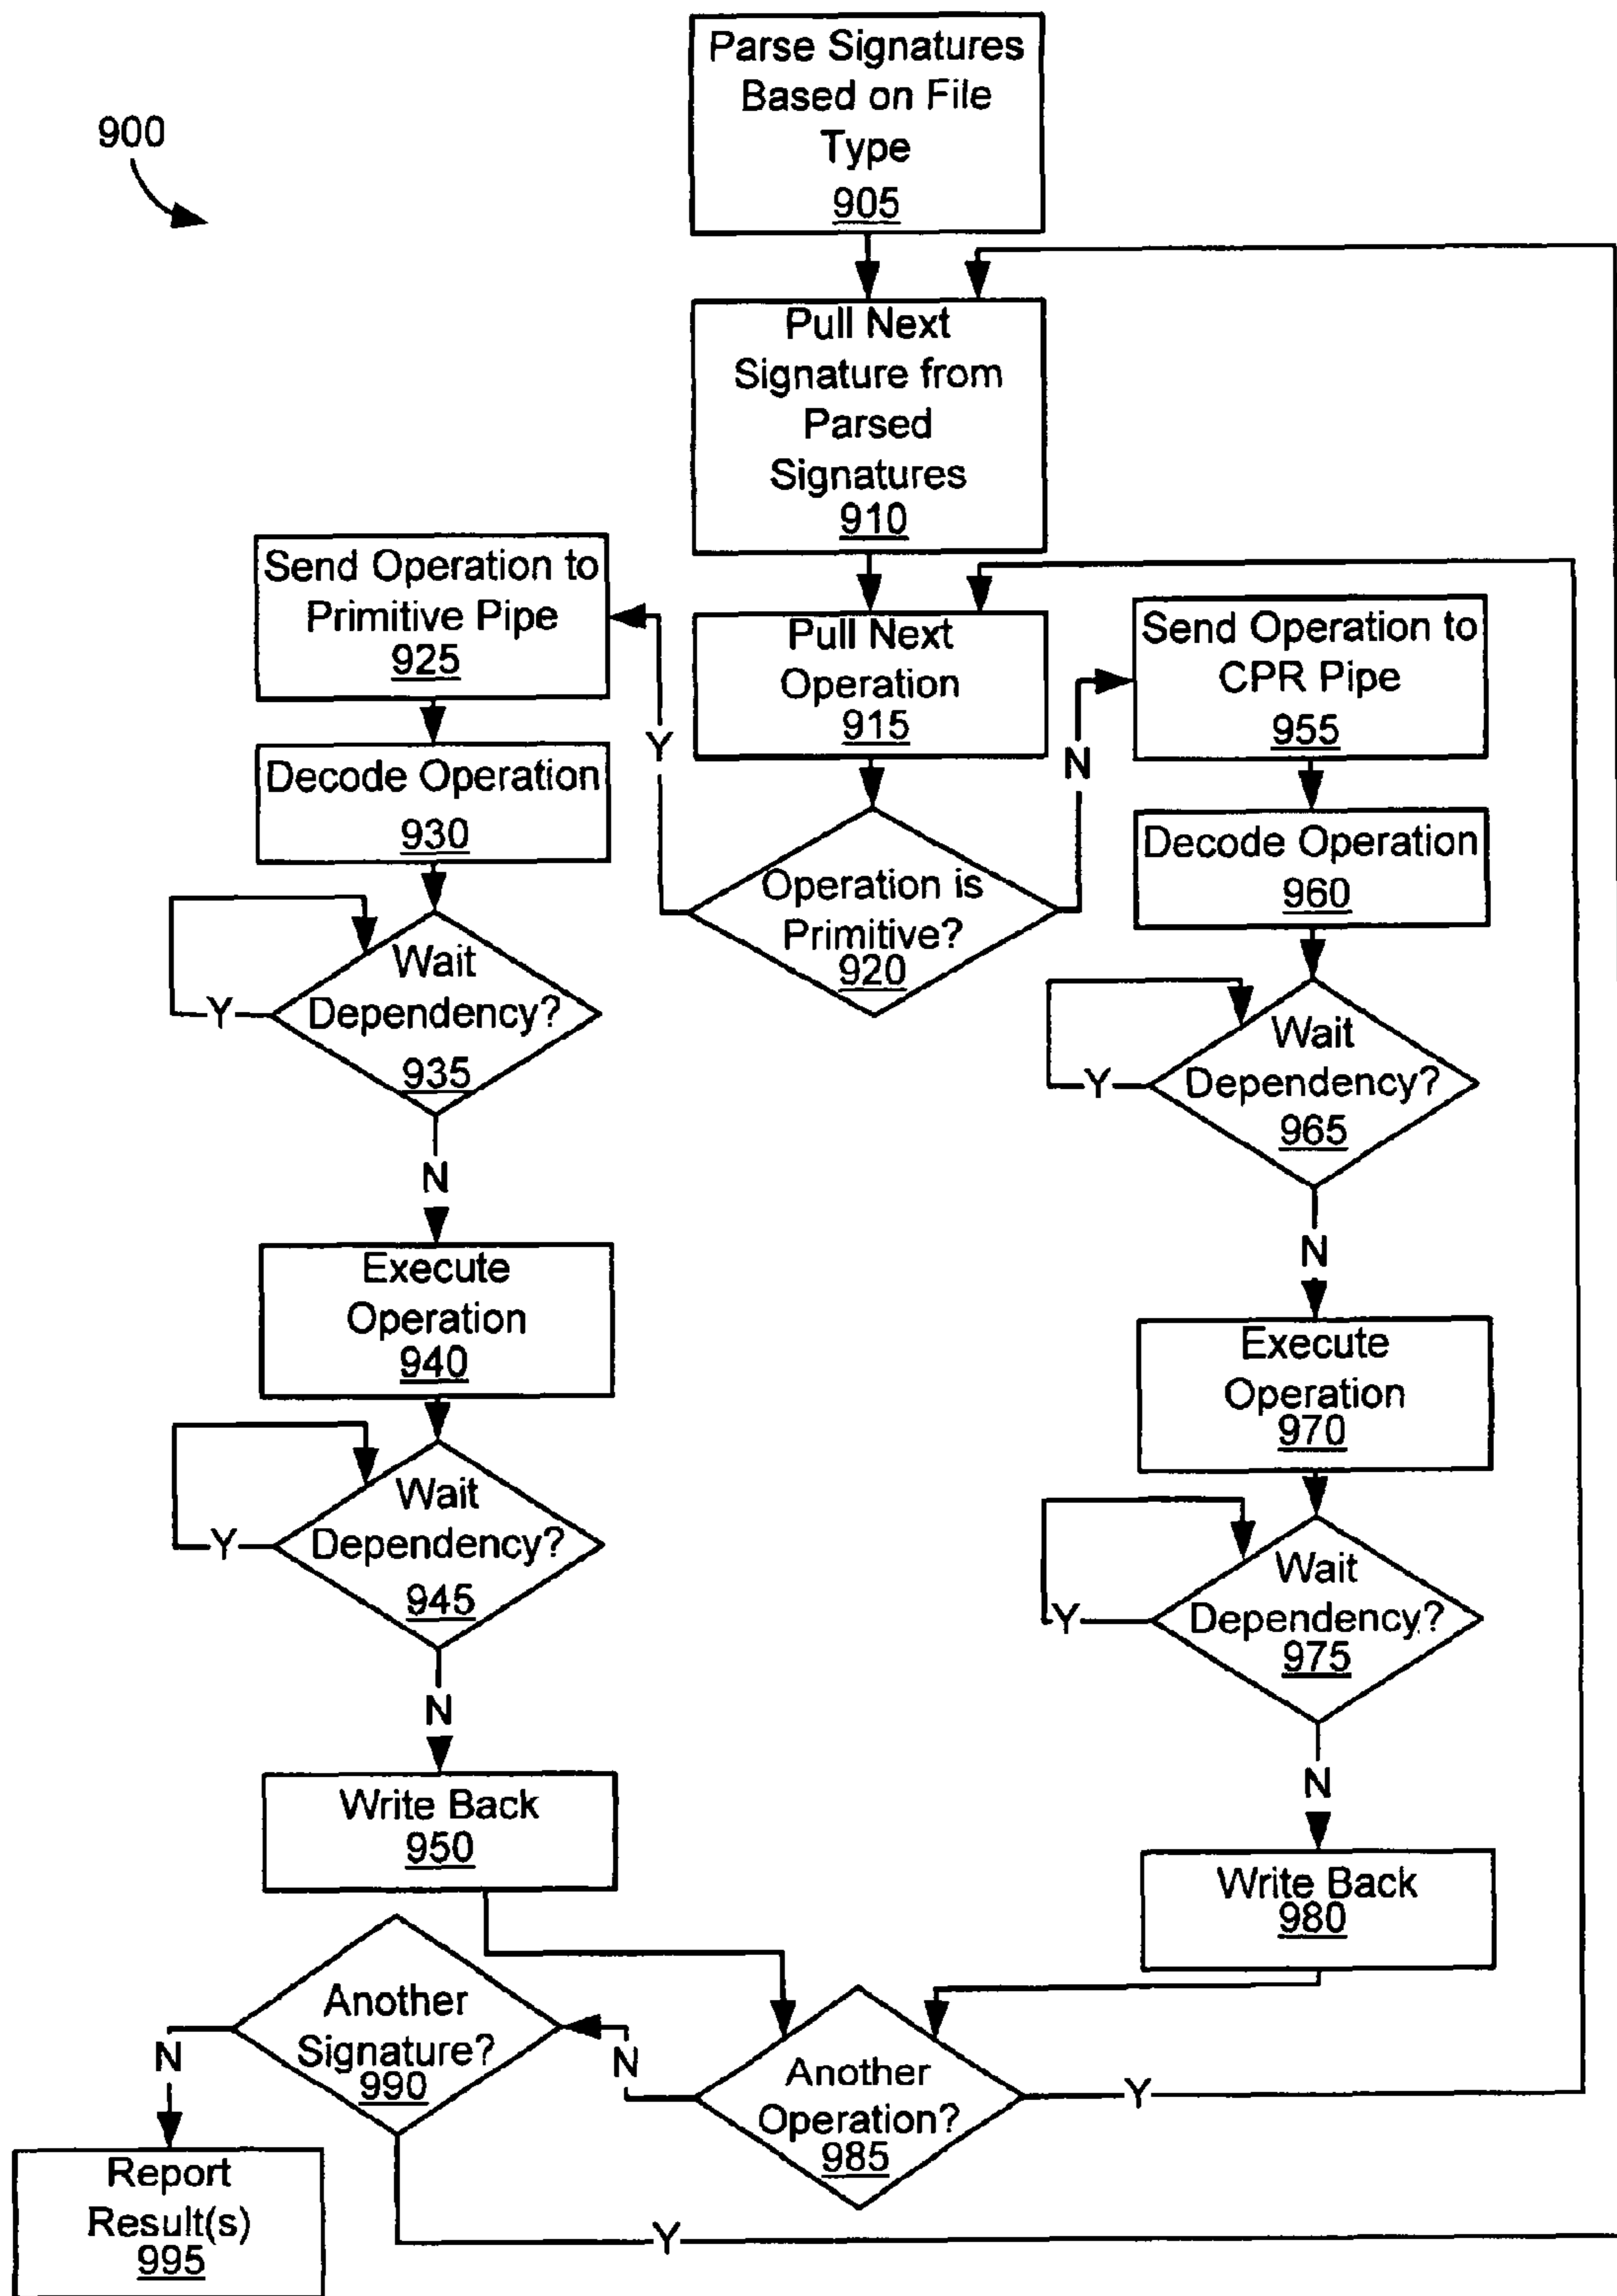 900
Parse Signatures
Based on File
Type
905
Pull Next
Signature from
Parsed
Signatures
910
Send Operation to
Primitive Pipe
925
Pull Next
Operation
915
Send Operation to
CPR Pipe
955
Y
N
Decode Operation
930
Operation is
Primitive?
920
Decode Operation
960
Wait
Dependency?
935
Y
N
Wait
Dependency?
965
Y
N
Execute
Operation
940
Execute
Operation
970
Wait
Dependency?
945
Y
N
Wait
Dependency?
975
Y
N
Write Back
950
Write Back
980
Another
Signature?
990
N
Y
Another
Operation?
985
N
Y
Report
Result(s)
995